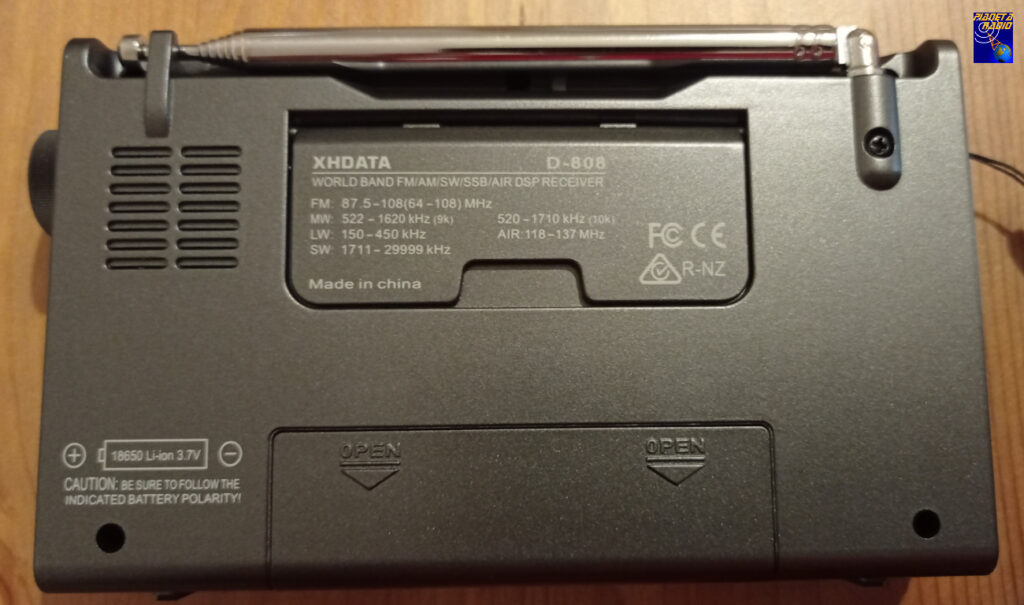 PLANETA
RADIO
XHDATA D-808
WORLD BAND FM/AM/SW/SSB/AIR DSP RECEIVER
FM: 87.5-108(64-108) MHz
MW: 522-1620 kHz (9k) 520-1710 kHz (10k)
LW: 150-450 kHz AIR:118-137 MHz
SW: 1711-29999 kHz
FC CE
R-NZ
Made in china
OPEN OPEN
18650 Li-ion 3.7V
CAUTION: BE SURE TO FOLLOW THE
INDICATED BATTERY POLARITY!